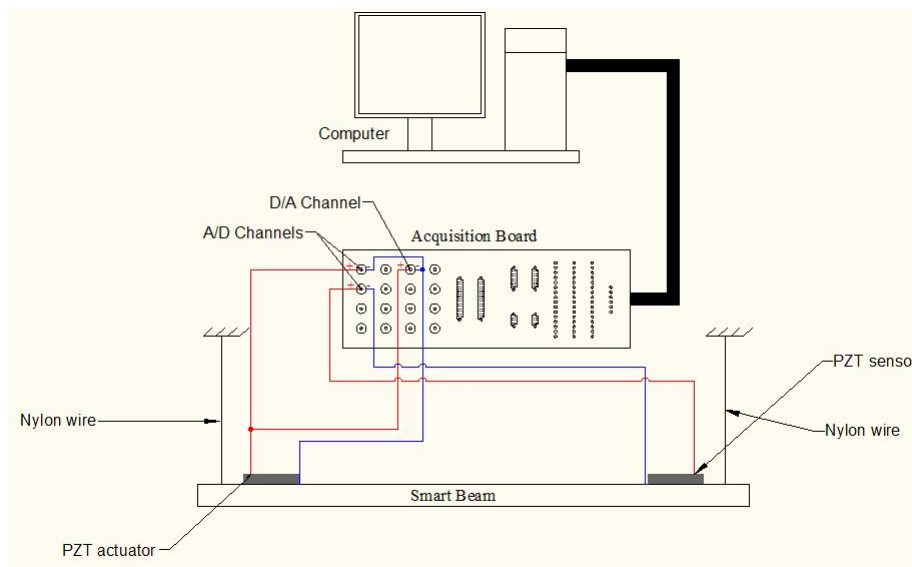 Computer
D/A Channel
A/D Channels
Acquisition Board
+ - + -
+ -
PZT senso
Nylon wire
Nylon wire
Smart Beam
PZT actuator